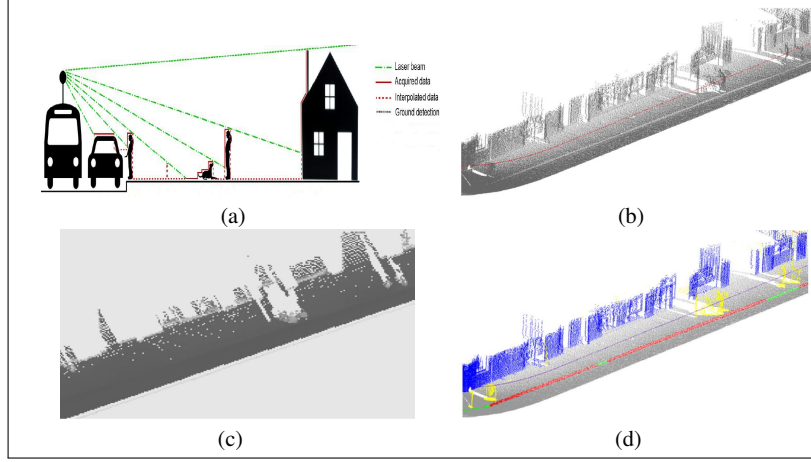 Laser beam
Acquired data
Interpolated data
Ground detection
(a)
(b)
(c)
(d)